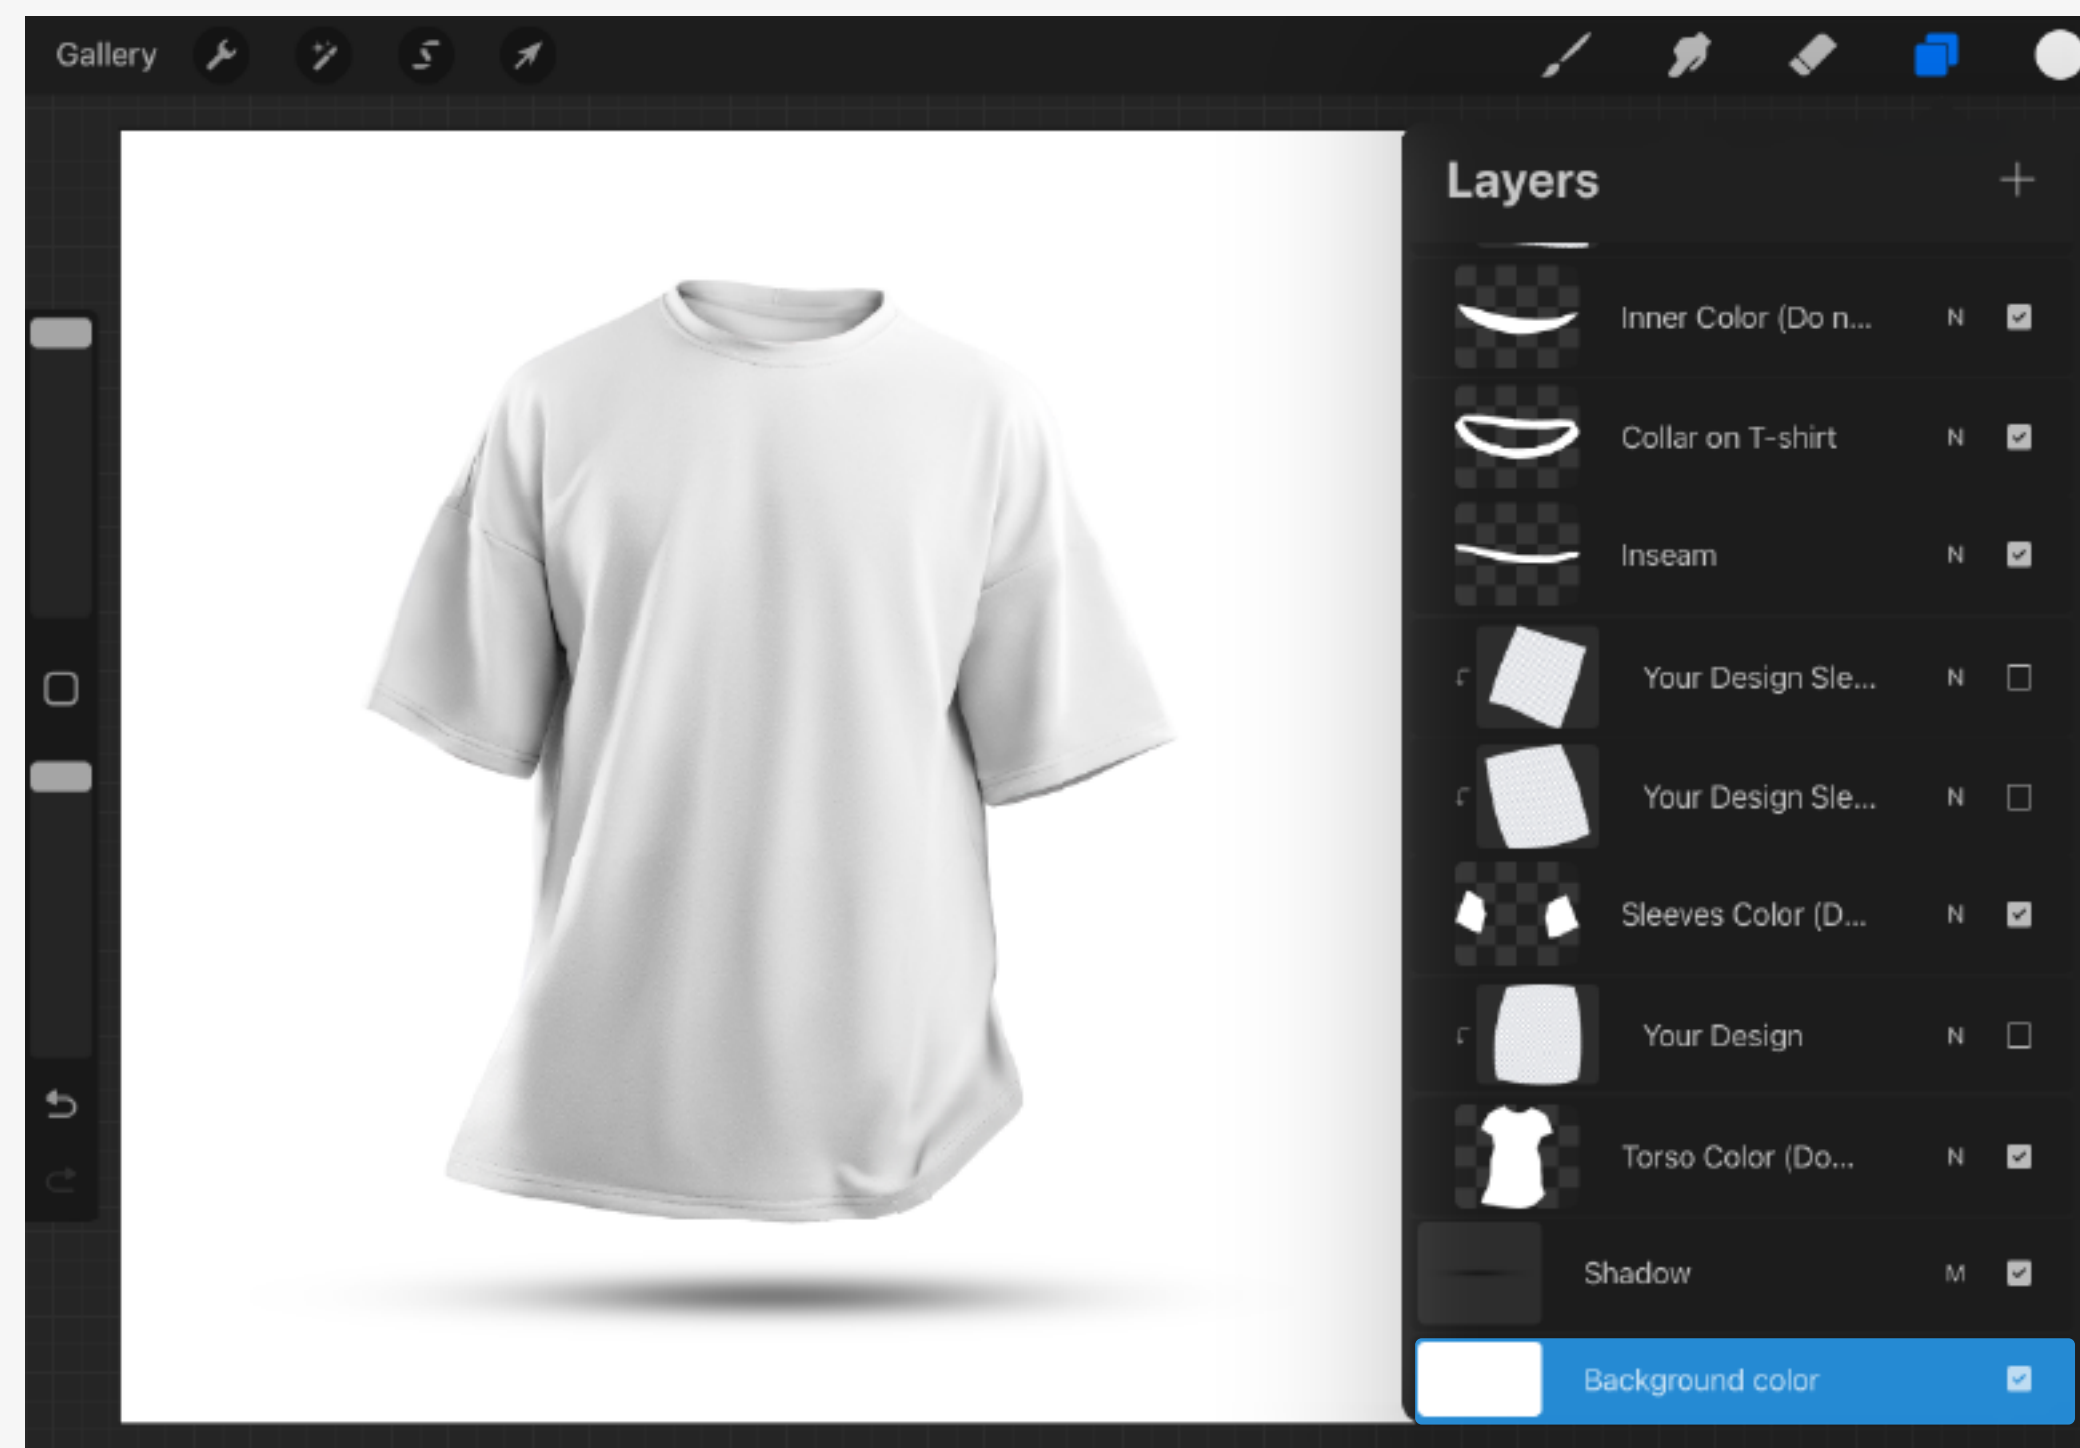 Gallery
Layers
Inner Color (Do n... N
Collar on T-shirt N
Inseam N
Your Design Sle... N
Your Design Sle... N
Sleeves Color (D... N
Your Design N
Torso Color (Do... N
Shadow M
Background color